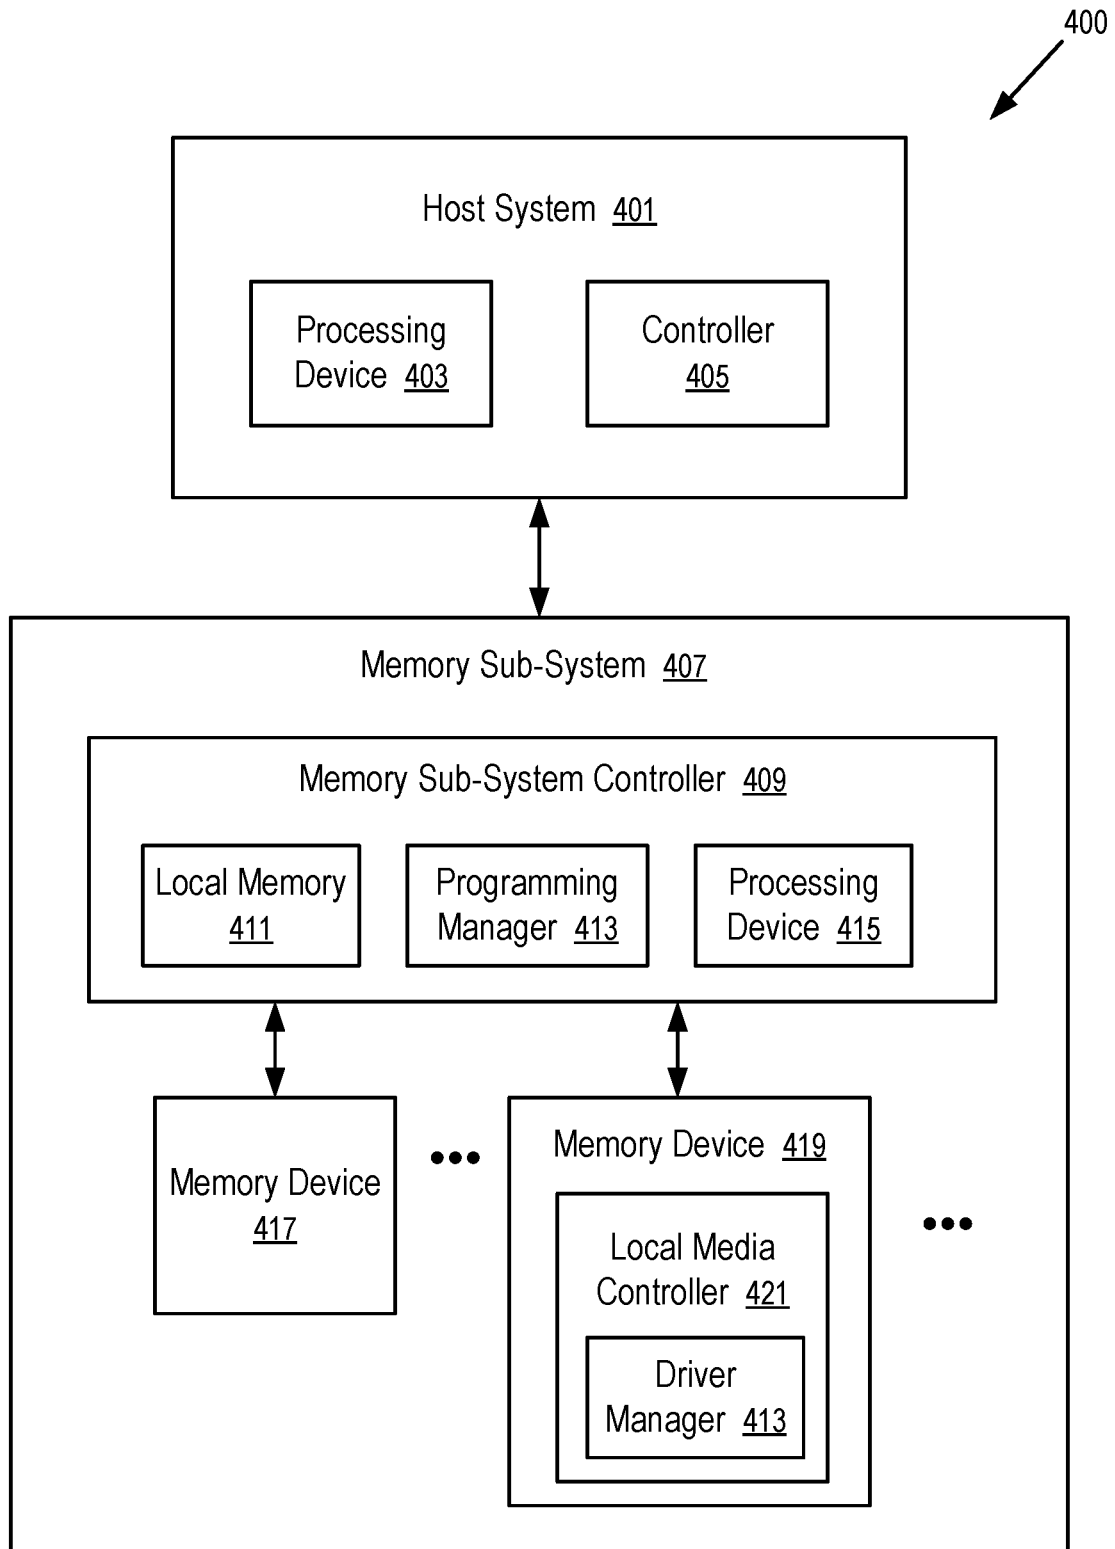 400
Host System 401
Processing
Device 403
Controller
405
Memory Sub-System 407
Memory Sub-System Controller 409
Local Memory
411
Programming
Manager 413
Processing
Device 415
Memory Device
417
Memory Device 419
Local Media
Controller 421
Driver
Manager 413